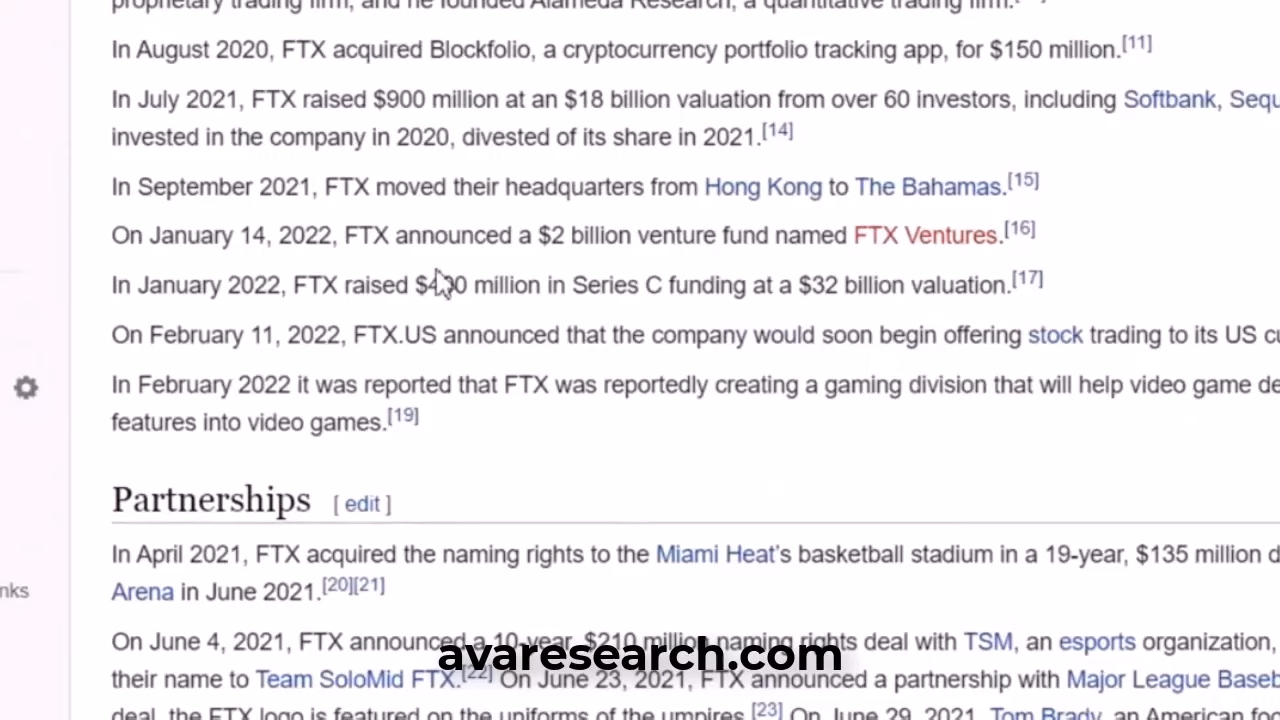 proprietary trading firm, and he founded Alameda Research, a quantitative trading firm.
In August 2020, FTX acquired Blockfolio, a cryptocurrency portfolio tracking app, for $150 million.[11]
In July 2021, FTX raised $900 million at an $18 billion valuation from over 60 investors, including Softbank, Sequ
invested in the company in 2020, divested of its share in 2021.[14]
In September 2021, FTX moved their headquarters from Hong Kong to The Bahamas.[15]
On January 14, 2022, FTX announced a $2 billion venture fund named FTX Ventures.[16]
In January 2022, FTX raised $400 million in Series C funding at a $32 billion valuation.[17]
On February 11, 2022, FTX.US announced that the company would soon begin offering stock trading to its US cu
In February 2022 it was reported that FTX was reportedly creating a gaming division that will help video game de
features into video games.[19]
Partnerships [ edit ]
In April 2021, FTX acquired the naming rights to the Miami Heat's basketball stadium in a 19-year, $135 million d
nks
Arena in June 2021.[20][21]
On June 4, 2021, FTX announced a 10-year, $210 million naming rights deal with TSM, an esports organization,
avaresearch.com
their name to Team SoloMid FTX.[22] On June 23, 2021, FTX announced a partnership with Major League Baseb
deal, the FTX logo is featured on the uniforms of the umpires.[23] On June 29, 2021, Tom Brady, an American foo